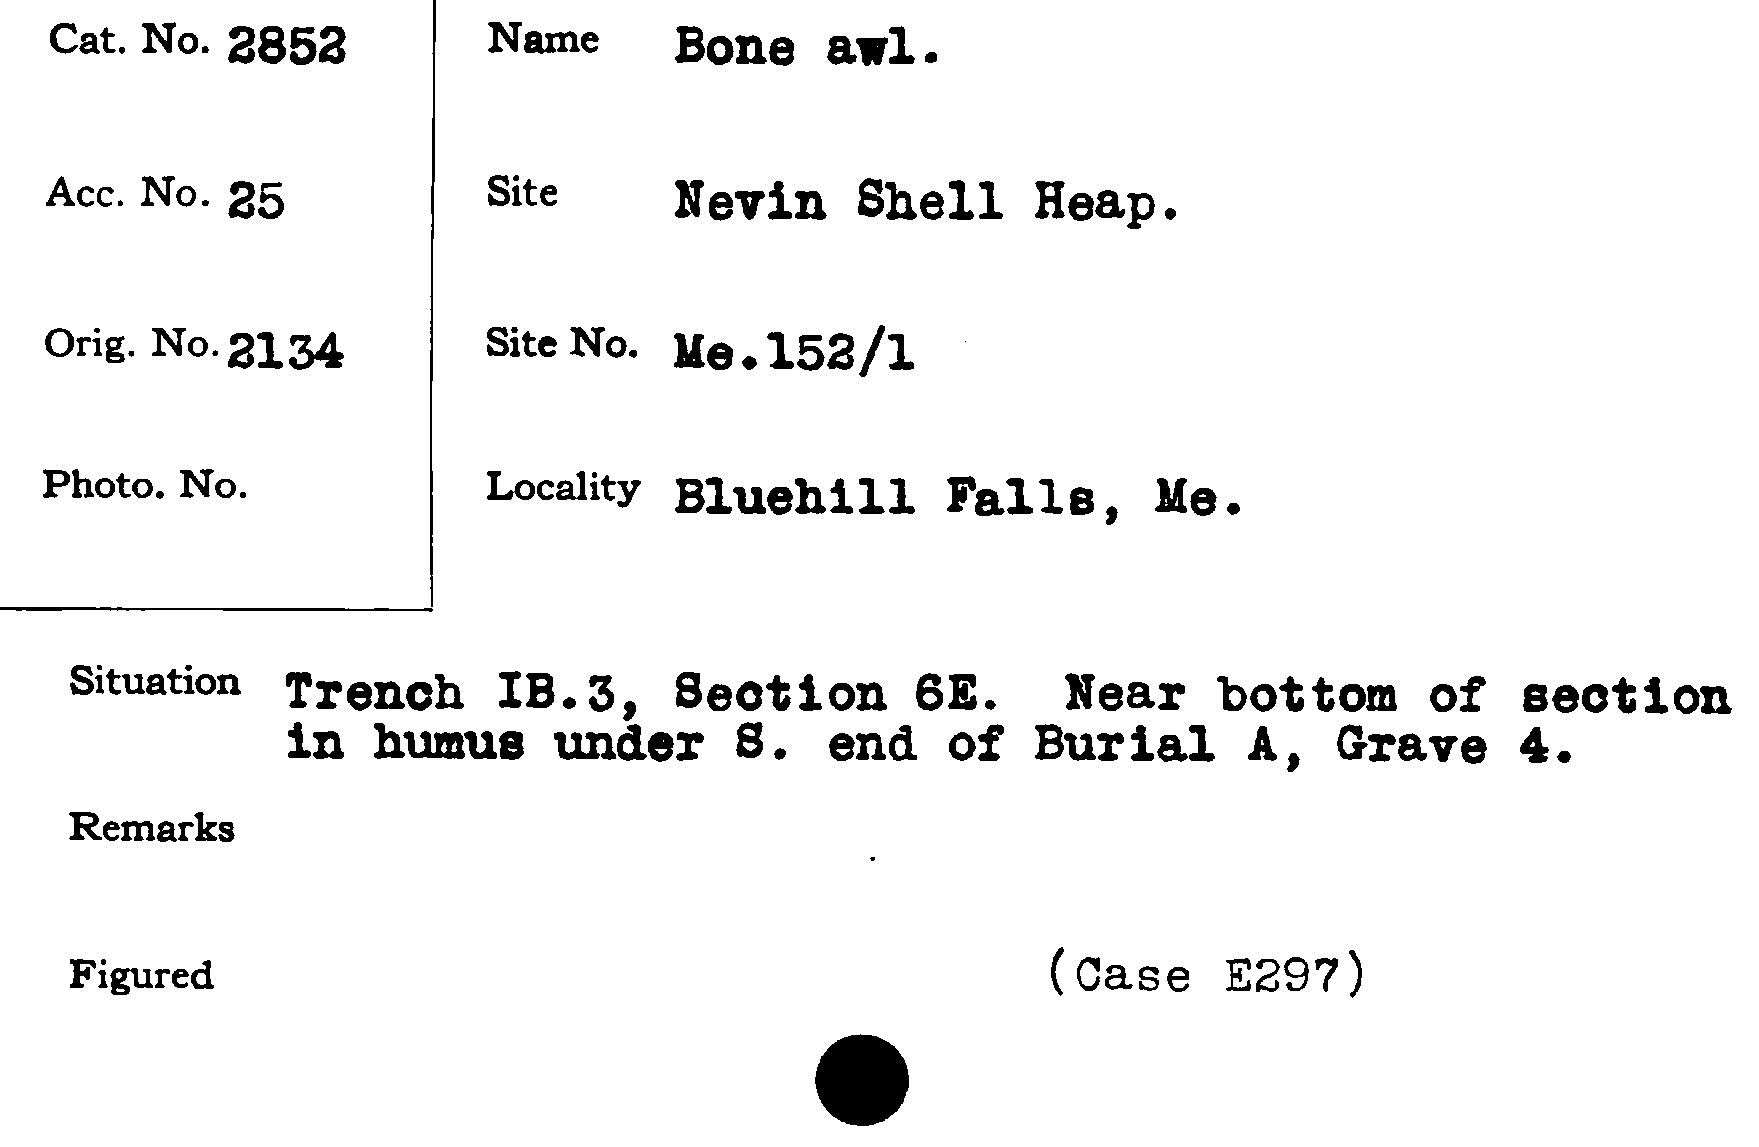 Cat. No. 2852
Name Bone awl.
Acc. No. 25
Site Nevin Shell Heap.
Orig. No. 2134
Site No. Me.152/1
Photo. No.
Locality Bluehill Falls, Me.
Situation Trench IB.3, Section 6E. Near bottom of section
in humus under S. end of Burial A, Grave 4.
Remarks
Figured
(Case E297)